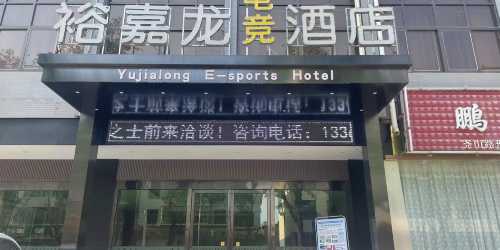 裕嘉龙电竞酒店
Yujialong E-sports Hotel
之士前来洽谈！咨询电话：133
鹏